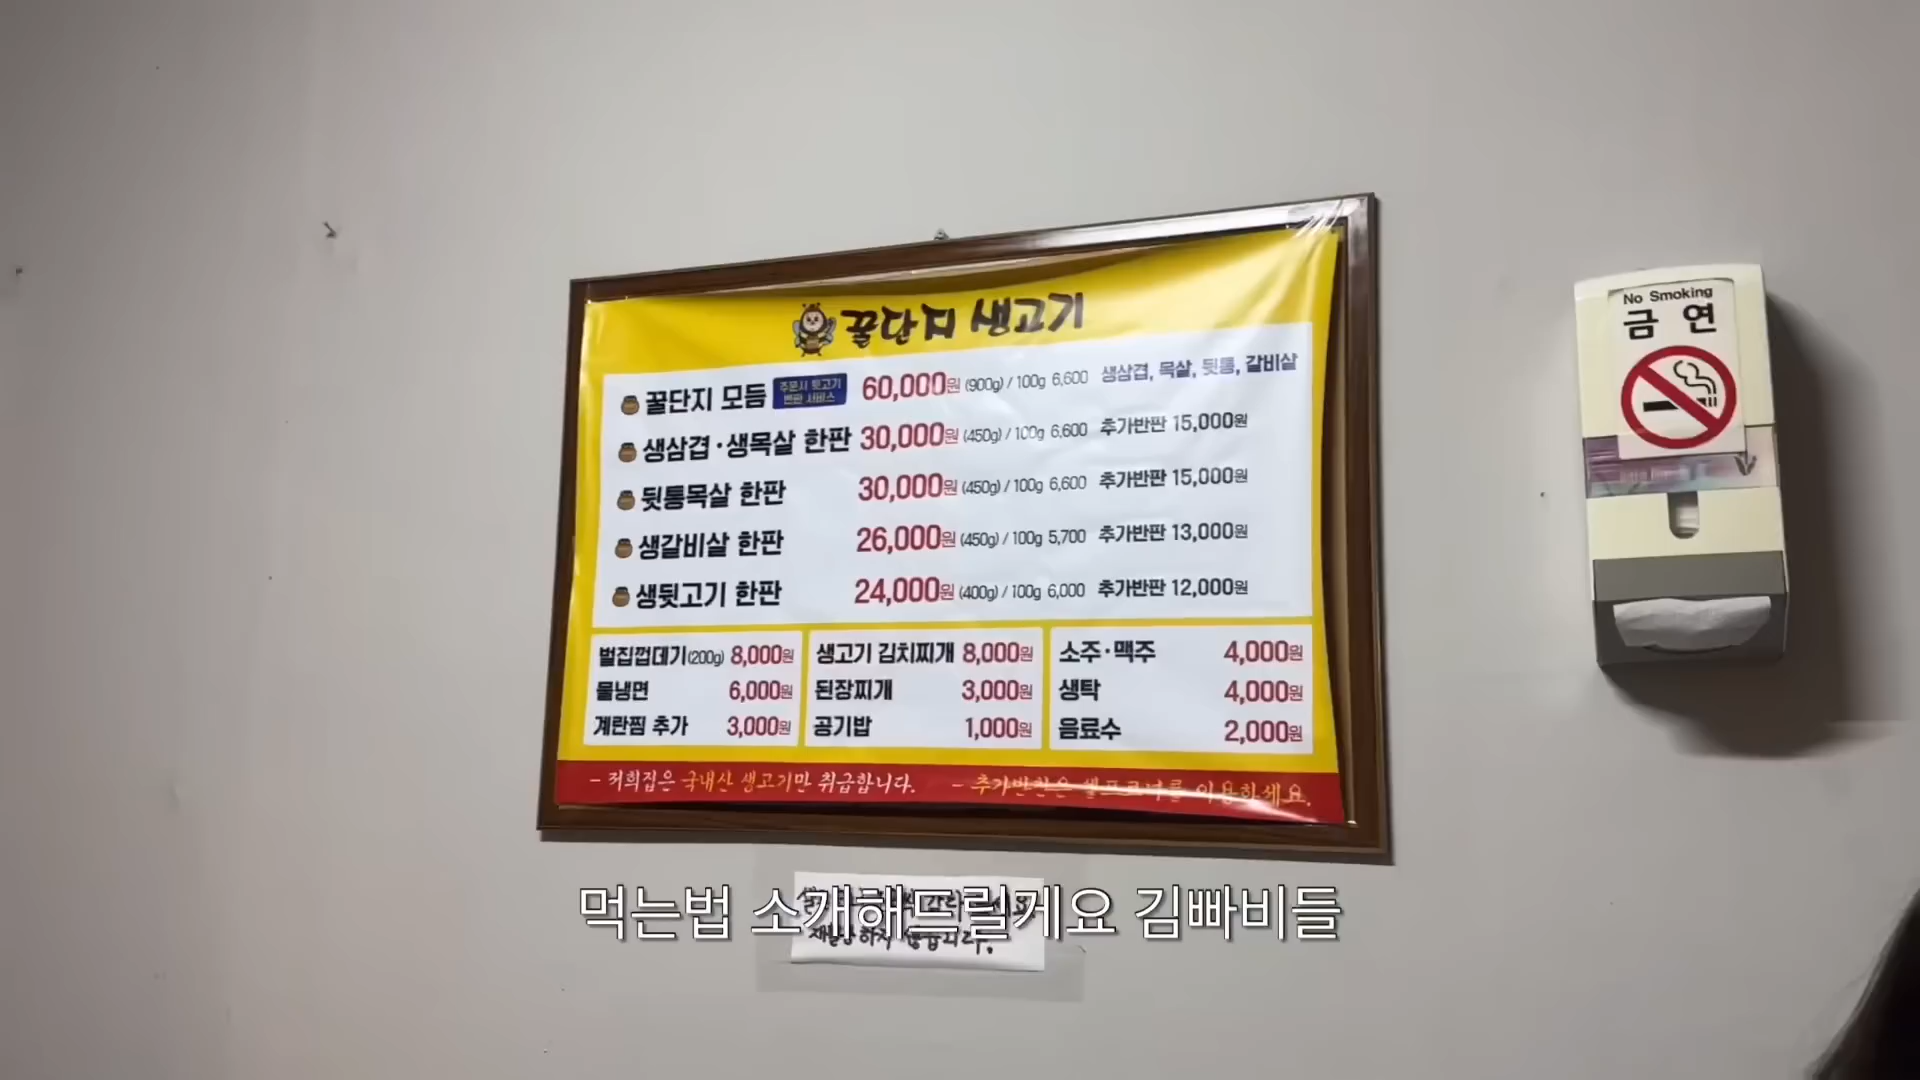 꿀단지 생고기
꿀단지 모듬 주문시 뒷고기 반판 서비스 60,000원 (900g) / 100g 6,600 생삼겹, 목살, 뒷통, 갈비살
생삼겹·생목살 한판 30,000원 (450g) / 100g 6,600 추가반판 15,000원
뒷통목살 한판 30,000원 (450g) / 100g 6,600 추가반판 15,000원
생갈비살 한판 26,000원 (450g) / 100g 5,700 추가반판 13,000원
생뒷고기 한판 24,000원 (400g) / 100g 6,000 추가반판 12,000원
벌집껍데기(200g) 8,000원
물냉면 6,000원
계란찜 추가 3,000원
생고기 김치찌개 8,000원
된장찌개 3,000원
공기밥 1,000원
소주·맥주 4,000원
생탁 4,000원
음료수 2,000원
- 저희집은 국내산 생고기만 취급합니다.
- 추가반찬은 셀프코너를 이용하세요.
No Smoking
금 연
먹는법 소개해드릴게요 김빠비들